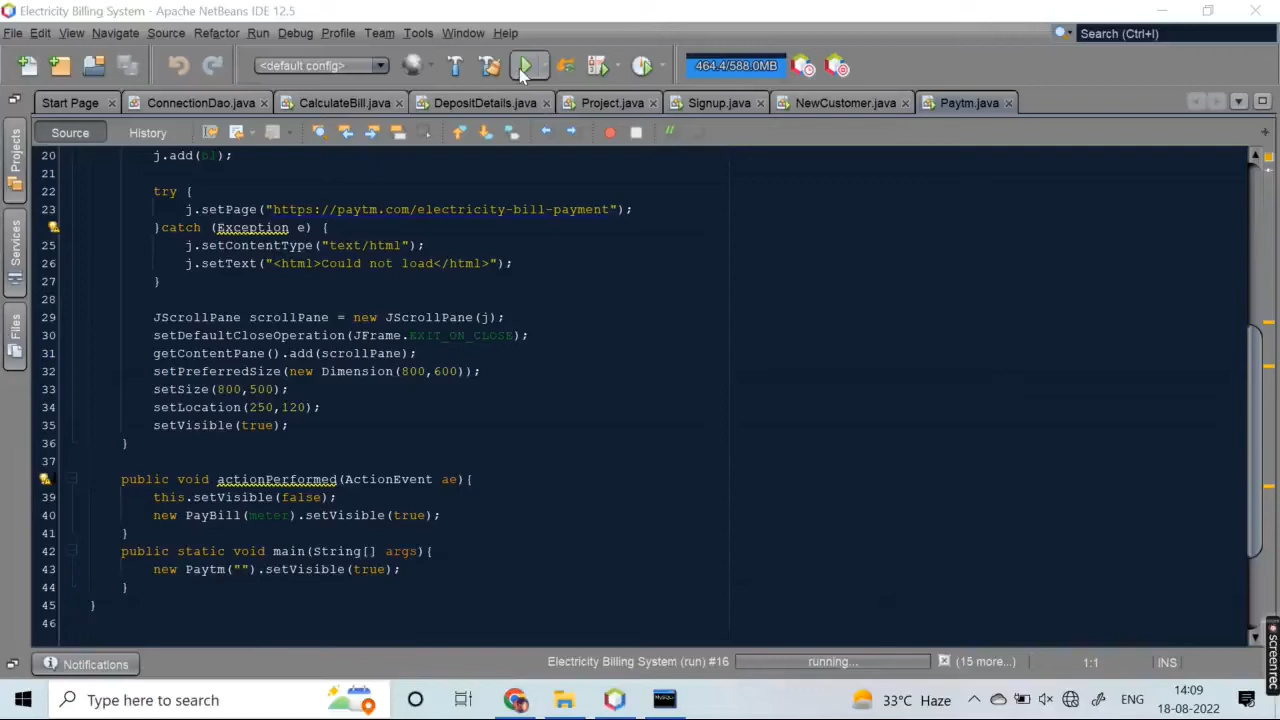 Electricity Billing System - Apache NetBeans IDE 12.5
File Edit View Navigate Source Refactor Run Debug Profile Team Tools Window Help
Search (Ctrl+I)
<default config>
464.4/588.0MB
Start Page ConnectionDao.java CalculateBill.java DepositDetails.java Project.java Signup.java NewCustomer.java Paytm.java
Source History
Projects
Services
Files
20 j.add(bl);
21
22 try {
23 j.setPage("https://paytm.com/electricity-bill-payment");
}catch (Exception e) {
25 j.setContentType("text/html");
26 j.setText("<html>Could not load</html>");
27 }
28
29 JScrollPane scrollPane = new JScrollPane(j);
30 setDefaultCloseOperation(JFrame.EXIT_ON_CLOSE);
31 getContentPane().add(scrollPane);
32 setPreferredSize(new Dimension(800,600));
33 setSize(800,500);
34 setLocation(250,120);
35 setVisible(true);
36 }
37
public void actionPerformed(ActionEvent ae){
39 this.setVisible(false);
40 new PayBill(meter).setVisible(true);
41 }
42 public static void main(String[] args){
43 new Paytm("").setVisible(true);
44 }
45 }
46
Notifications
Electricity Billing System (run) #16
running...
(15 more...)
1:1
INS
screenrec
Type here to search
33°C Haze
ENG
14:09
18-08-2022